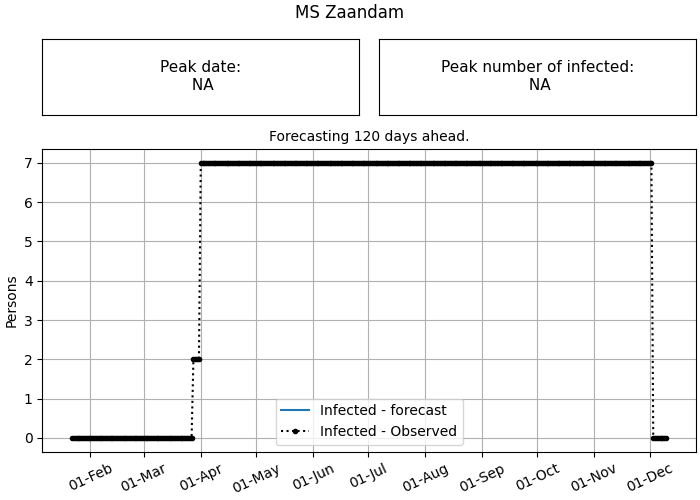 MS Zaandam
Peak date:
NA
Peak number of infected:
NA
Forecasting 120 days ahead.
Persons
7
6
5
4
3
2
1
0
Infected - forecast
Infected - Observed
01-Feb
01-Mar
01-Apr
01-May
01-Jun
01-Jul
01-Aug
01-Sep
01-Oct
01-Nov
01-Dec